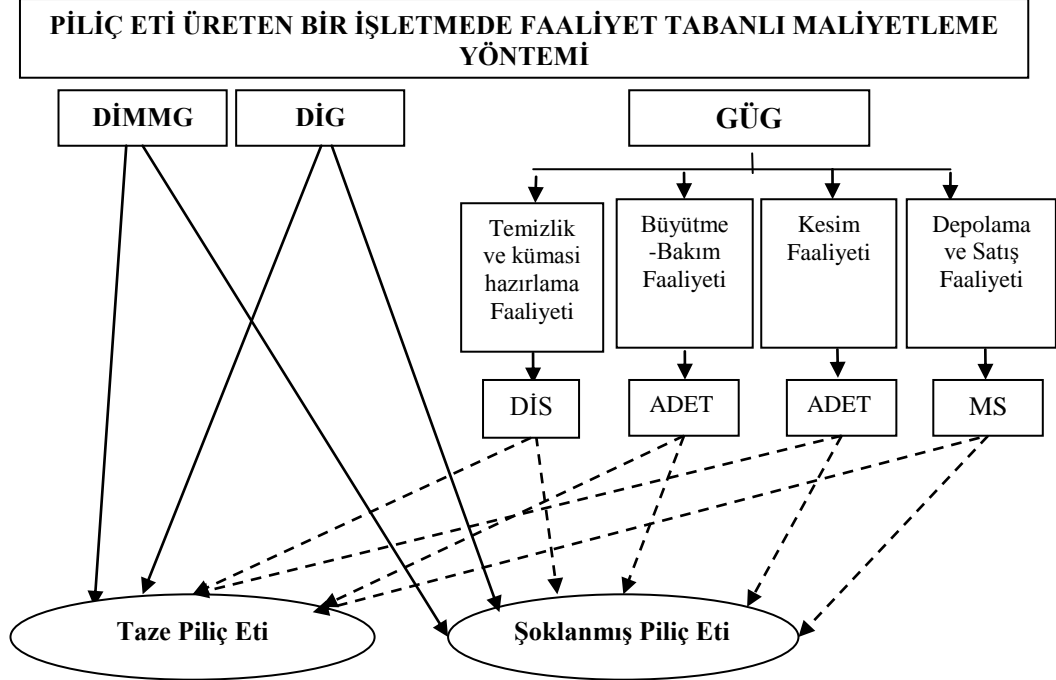 PİLİÇ ETİ ÜRETEN BİR İŞLETMEDE FAALİYET TABANLI MALİYETLEME
YÖNTEMİ
DİMMG
DİG
GÜG
Temizlik
ve kümasi
hazırlama
Faaliyeti
Büyütme
-Bakım
Faaliyeti
Kesim
Faaliyeti
Depolama
ve Satış
Faaliyeti
DİS
ADET
ADET
MS
Taze Piliç Eti
Şoklanmış Piliç Eti